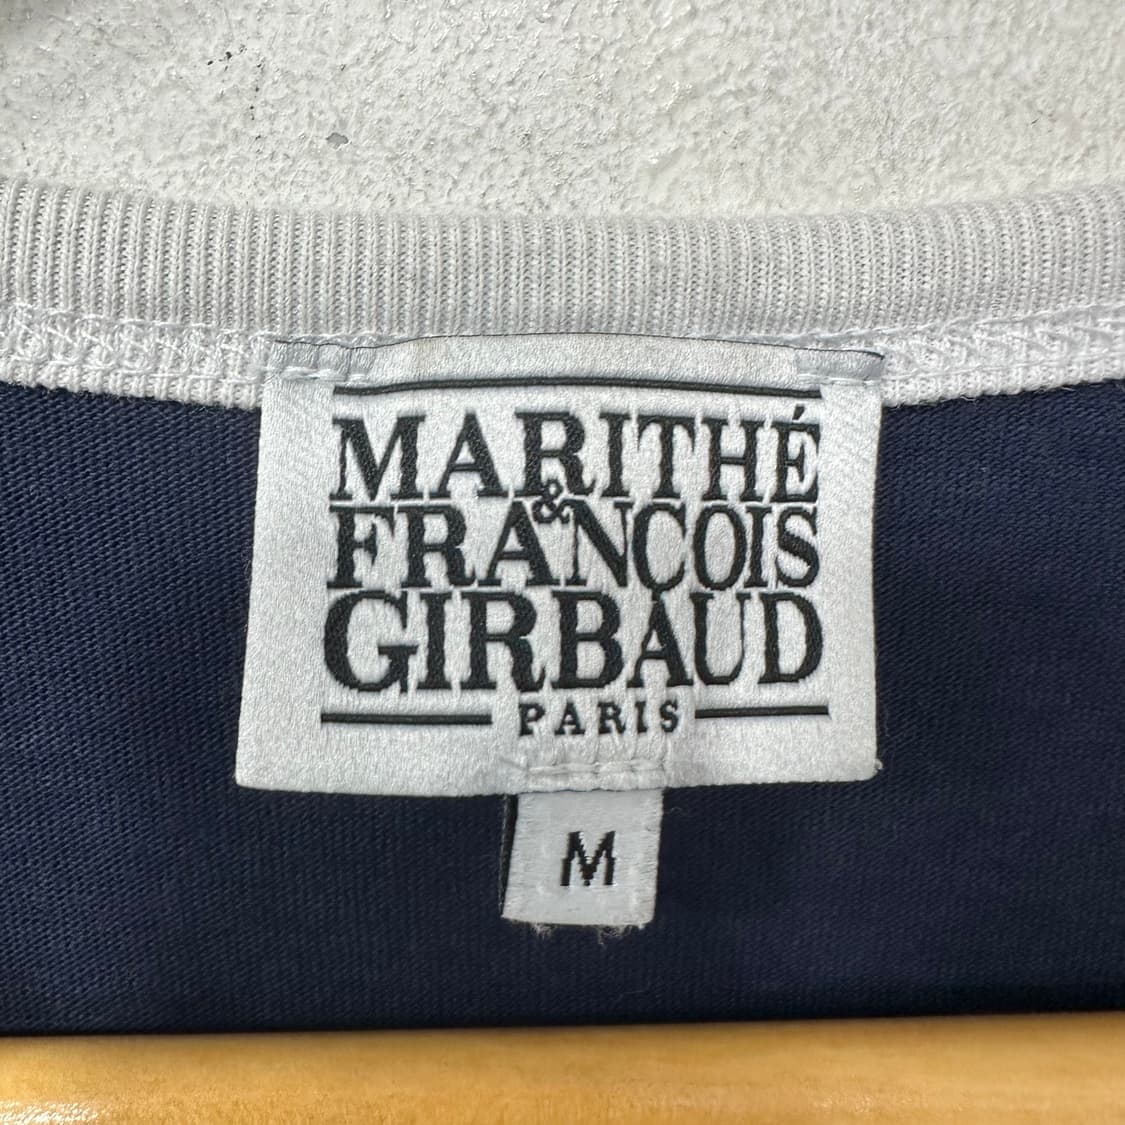 MARITHÉ
&
FRANÇOIS
GIRBAUD
PARIS
M